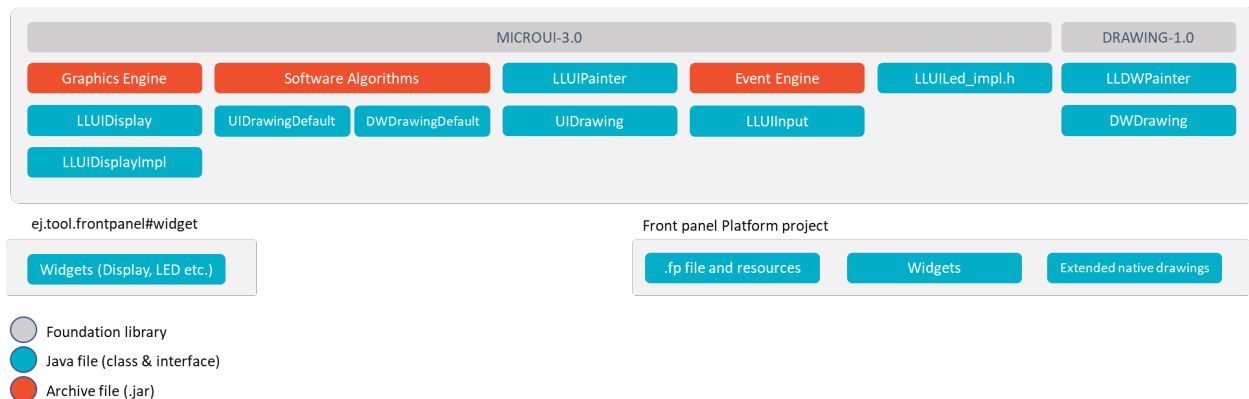 MICROUI-3.0
DRAWING-1.0
Graphics Engine
Software Algorithms
LLUIPainter
Event Engine
LLUILed_impl.h
LLDWPainter
LLUIDisplay
UIDrawingDefault
DWDrawingDefault
UIDrawing
LLUIInput
DWDrawing
LLUIDisplayImpl
ej.tool.frontpanel#widget
Front panel Platform project
Widgets (Display, LED etc.)
.fp file and resources
Widgets
Extended native drawings
Foundation library
Java file (class & interface)
Archive file (.jar)